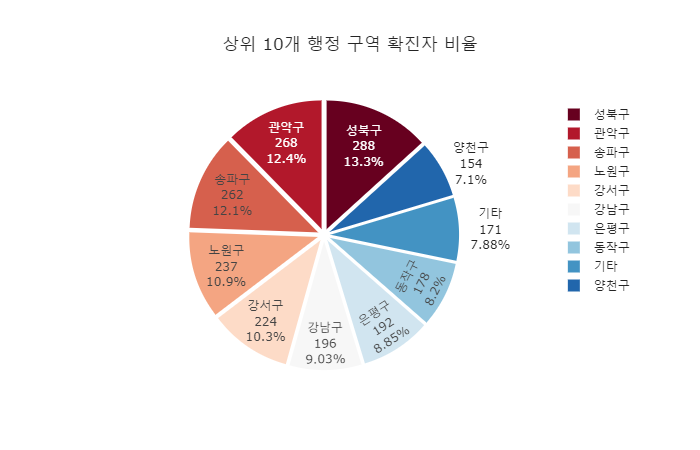 상위 10개 행정 구역 확진자 비율
성북구
288
13.3%
관악구
268
12.4%
송파구
262
12.1%
노원구
237
10.9%
강서구
224
10.3%
강남구
196
9.03%
은평구
192
8.85%
동작구
178
8.2%
기타
171
7.88%
양천구
154
7.1%
성북구
관악구
송파구
노원구
강서구
강남구
은평구
동작구
기타
양천구